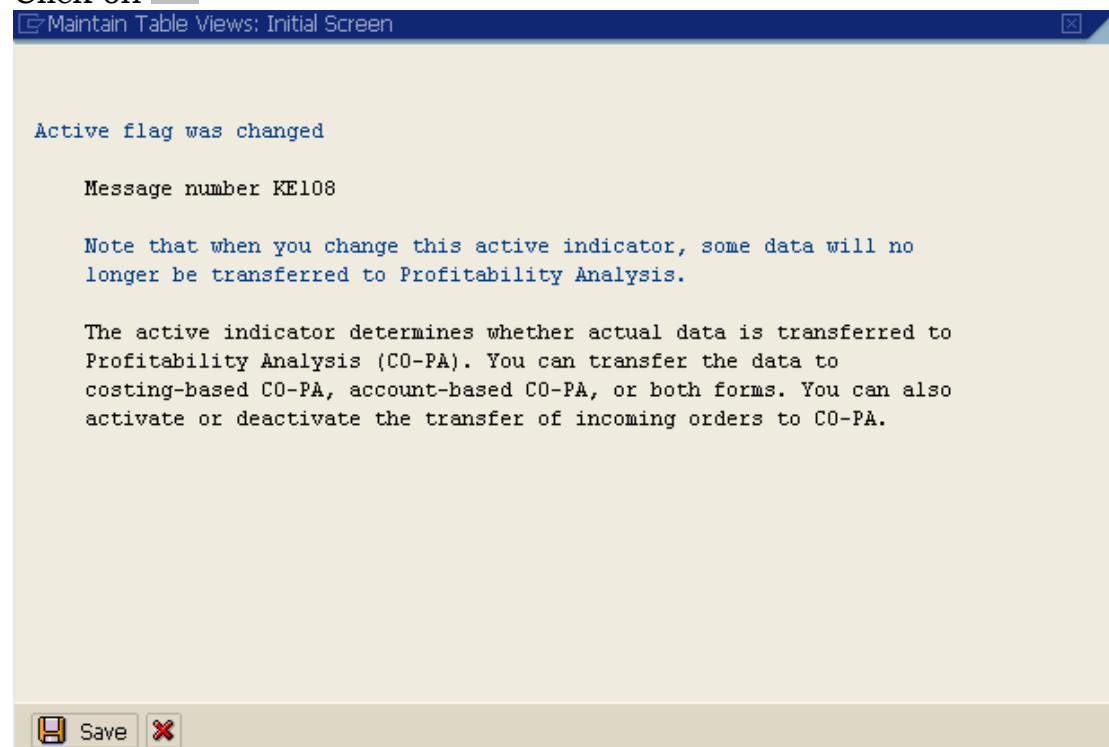 Click on
Maintain Table Views: Initial Screen
Active flag was changed
Message number KE108
Note that when you change this active indicator, some data will no
longer be transferred to Profitability Analysis.
The active indicator determines whether actual data is transferred to
Profitability Analysis (CO-PA). You can transfer the data to
costing-based CO-PA, account-based CO-PA, or both forms. You can also
activate or deactivate the transfer of incoming orders to CO-PA.
Save